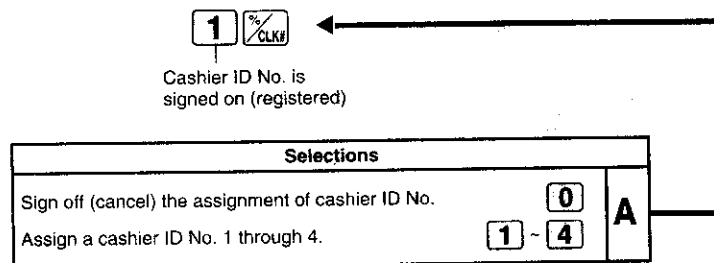 1 %/CLK#
Cashier ID No. is
signed on (registered)
Selections
Sign off (cancel) the assignment of cashier ID No. 0
A
Assign a cashier ID No. 1 through 4. 1 ~ 4